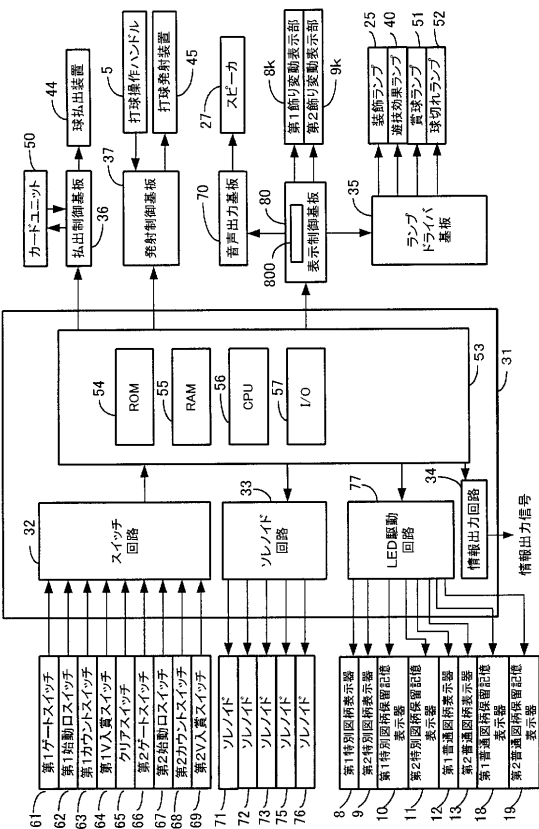 50
カードユニット
36
払出制御基板
44
球払出装置
5
打球操作ハンドル
37
発射制御基板
45
打球発射装置
27
スピーカ
70
音声出力基板
8k
第1飾り変動表示部
第2飾り変動表示部
9k
80
800
表示制御基板
35
ランプ
ドライバ
基板
25
装飾ランプ
40
遊技効果ランプ
51
賞球ランプ
52
球切れランプ
54
ROM
55
RAM
56
CPU
57
I/O
53
31
32
スイッチ
回路
33
ソレノイド
回路
77
LED駆動
回路
34
情報出力回路
情報出力信号
61
第1ゲートスイッチ
62
第1始動口スイッチ
63
第1カウントスイッチ
64
第1V入賞スイッチ
65
クリアスイッチ
66
第2ゲートスイッチ
67
第2始動口スイッチ
68
第2カウントスイッチ
69
第2V入賞スイッチ
71
ソレノイド
72
ソレノイド
73
ソレノイド
75
ソレノイド
76
ソレノイド
8
第1特別図柄表示器
9
第2特別図柄表示器
10
第1特別図柄保留記憶
表示器
11
第2特別図柄保留記憶
表示器
12
第1普通図柄表示器
13
第2普通図柄表示器
18
第1普通図柄保留記憶
表示器
19
第2普通図柄保留記憶
表示器